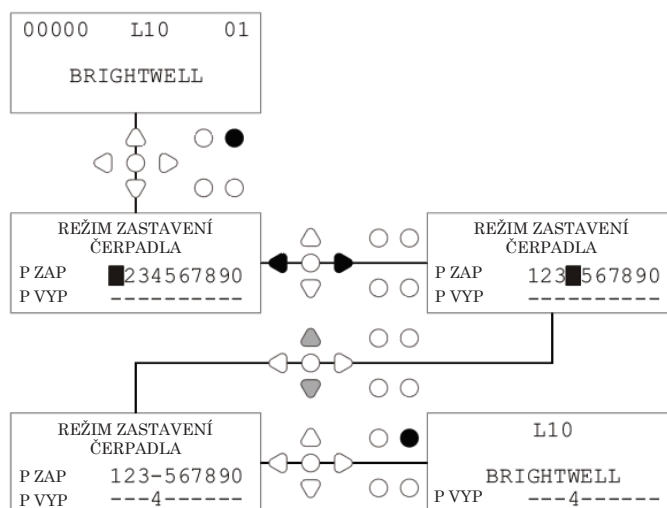 00000 L10 01
BRIGHTWELL
REŽIM ZASTAVENÍ
ČERPADLA
P ZAP 234567890
P VYP ----------
REŽIM ZASTAVENÍ
ČERPADLA
P ZAP 123 567890
P VYP ----------
REŽIM ZASTAVENÍ
ČERPADLA
P ZAP 123-567890
P VYP ---4------
L10
BRIGHTWELL
P VYP ---4------